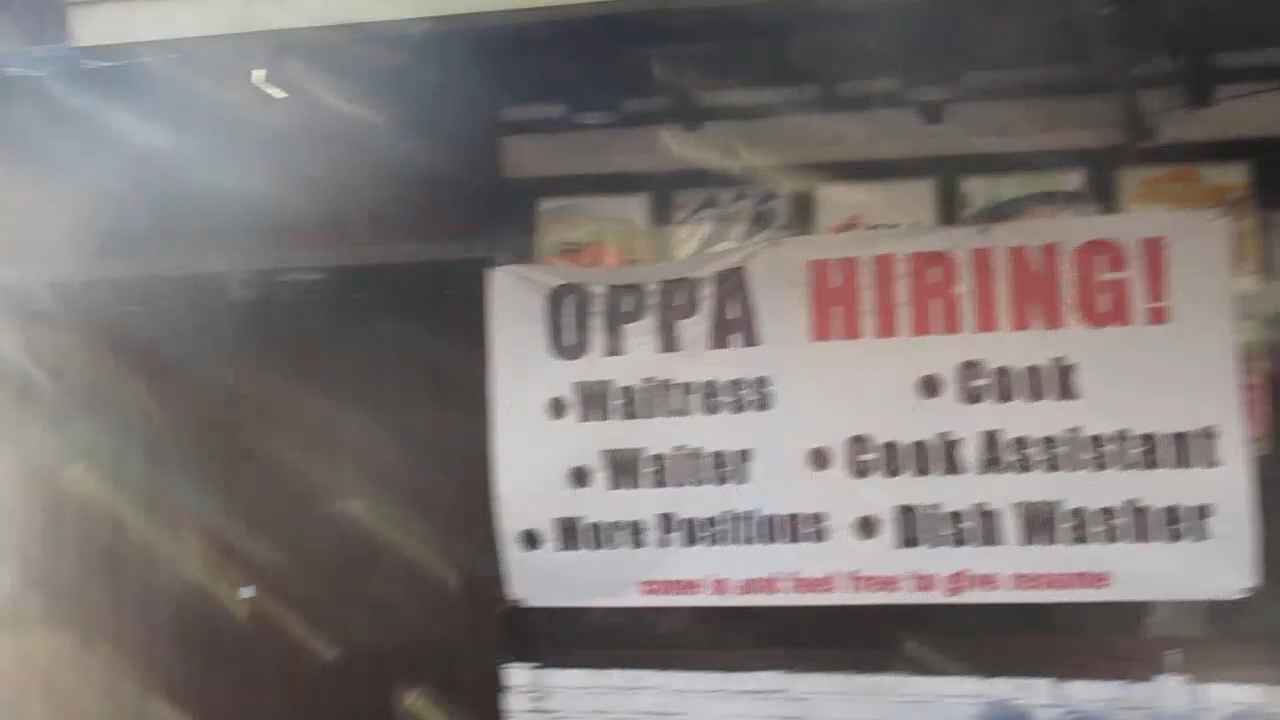 OPPA HIRING!
• Waitress • Cook
• Waiter • Cook Assistant
• More Positions • Dish Washer
come in and feel free to give resume